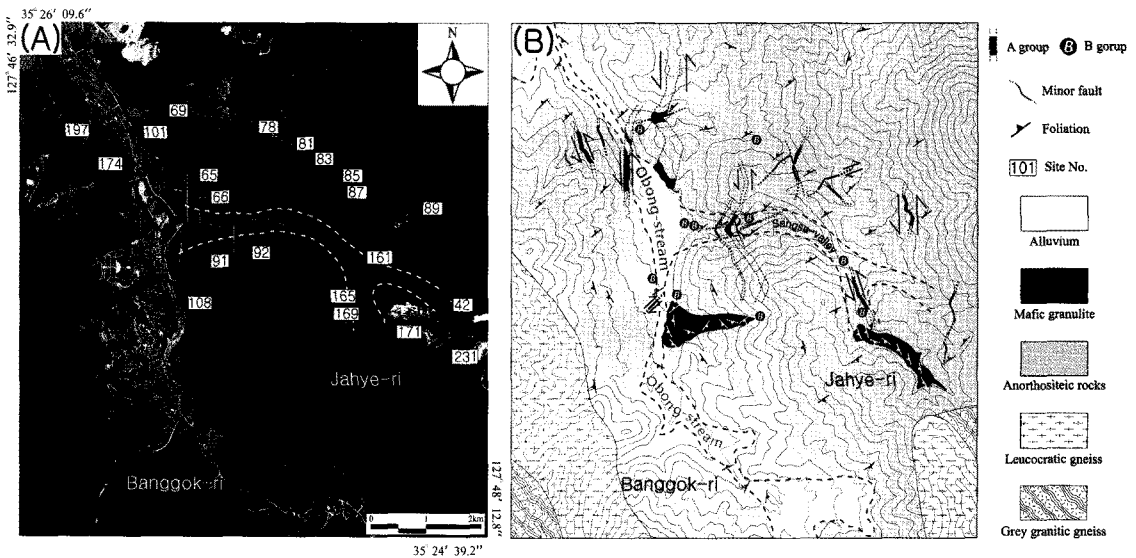 35° 26′ 09.6″
127° 46′ 32.9″
(A)
N
69
197
101
78
81
174
83
65
85
66
87
89
91
92
161
108
165
42
169
171
231
Jahye-ri
Banggok-ri
0 1 2km
127° 48′ 12.8″
35° 24′ 39.2″
(B)
B
B
Obong-stream
B B
B
Sangsa-valley
B
B
B
B
B
Jahye-ri
Obong-stream
Banggok-ri
A group
B
B gorup
Minor fault
Foliation
101
Site No.
Alluvium
Mafic granulite
Anorthositeic rocks
Leucocratic gneiss
Grey granitic gneiss